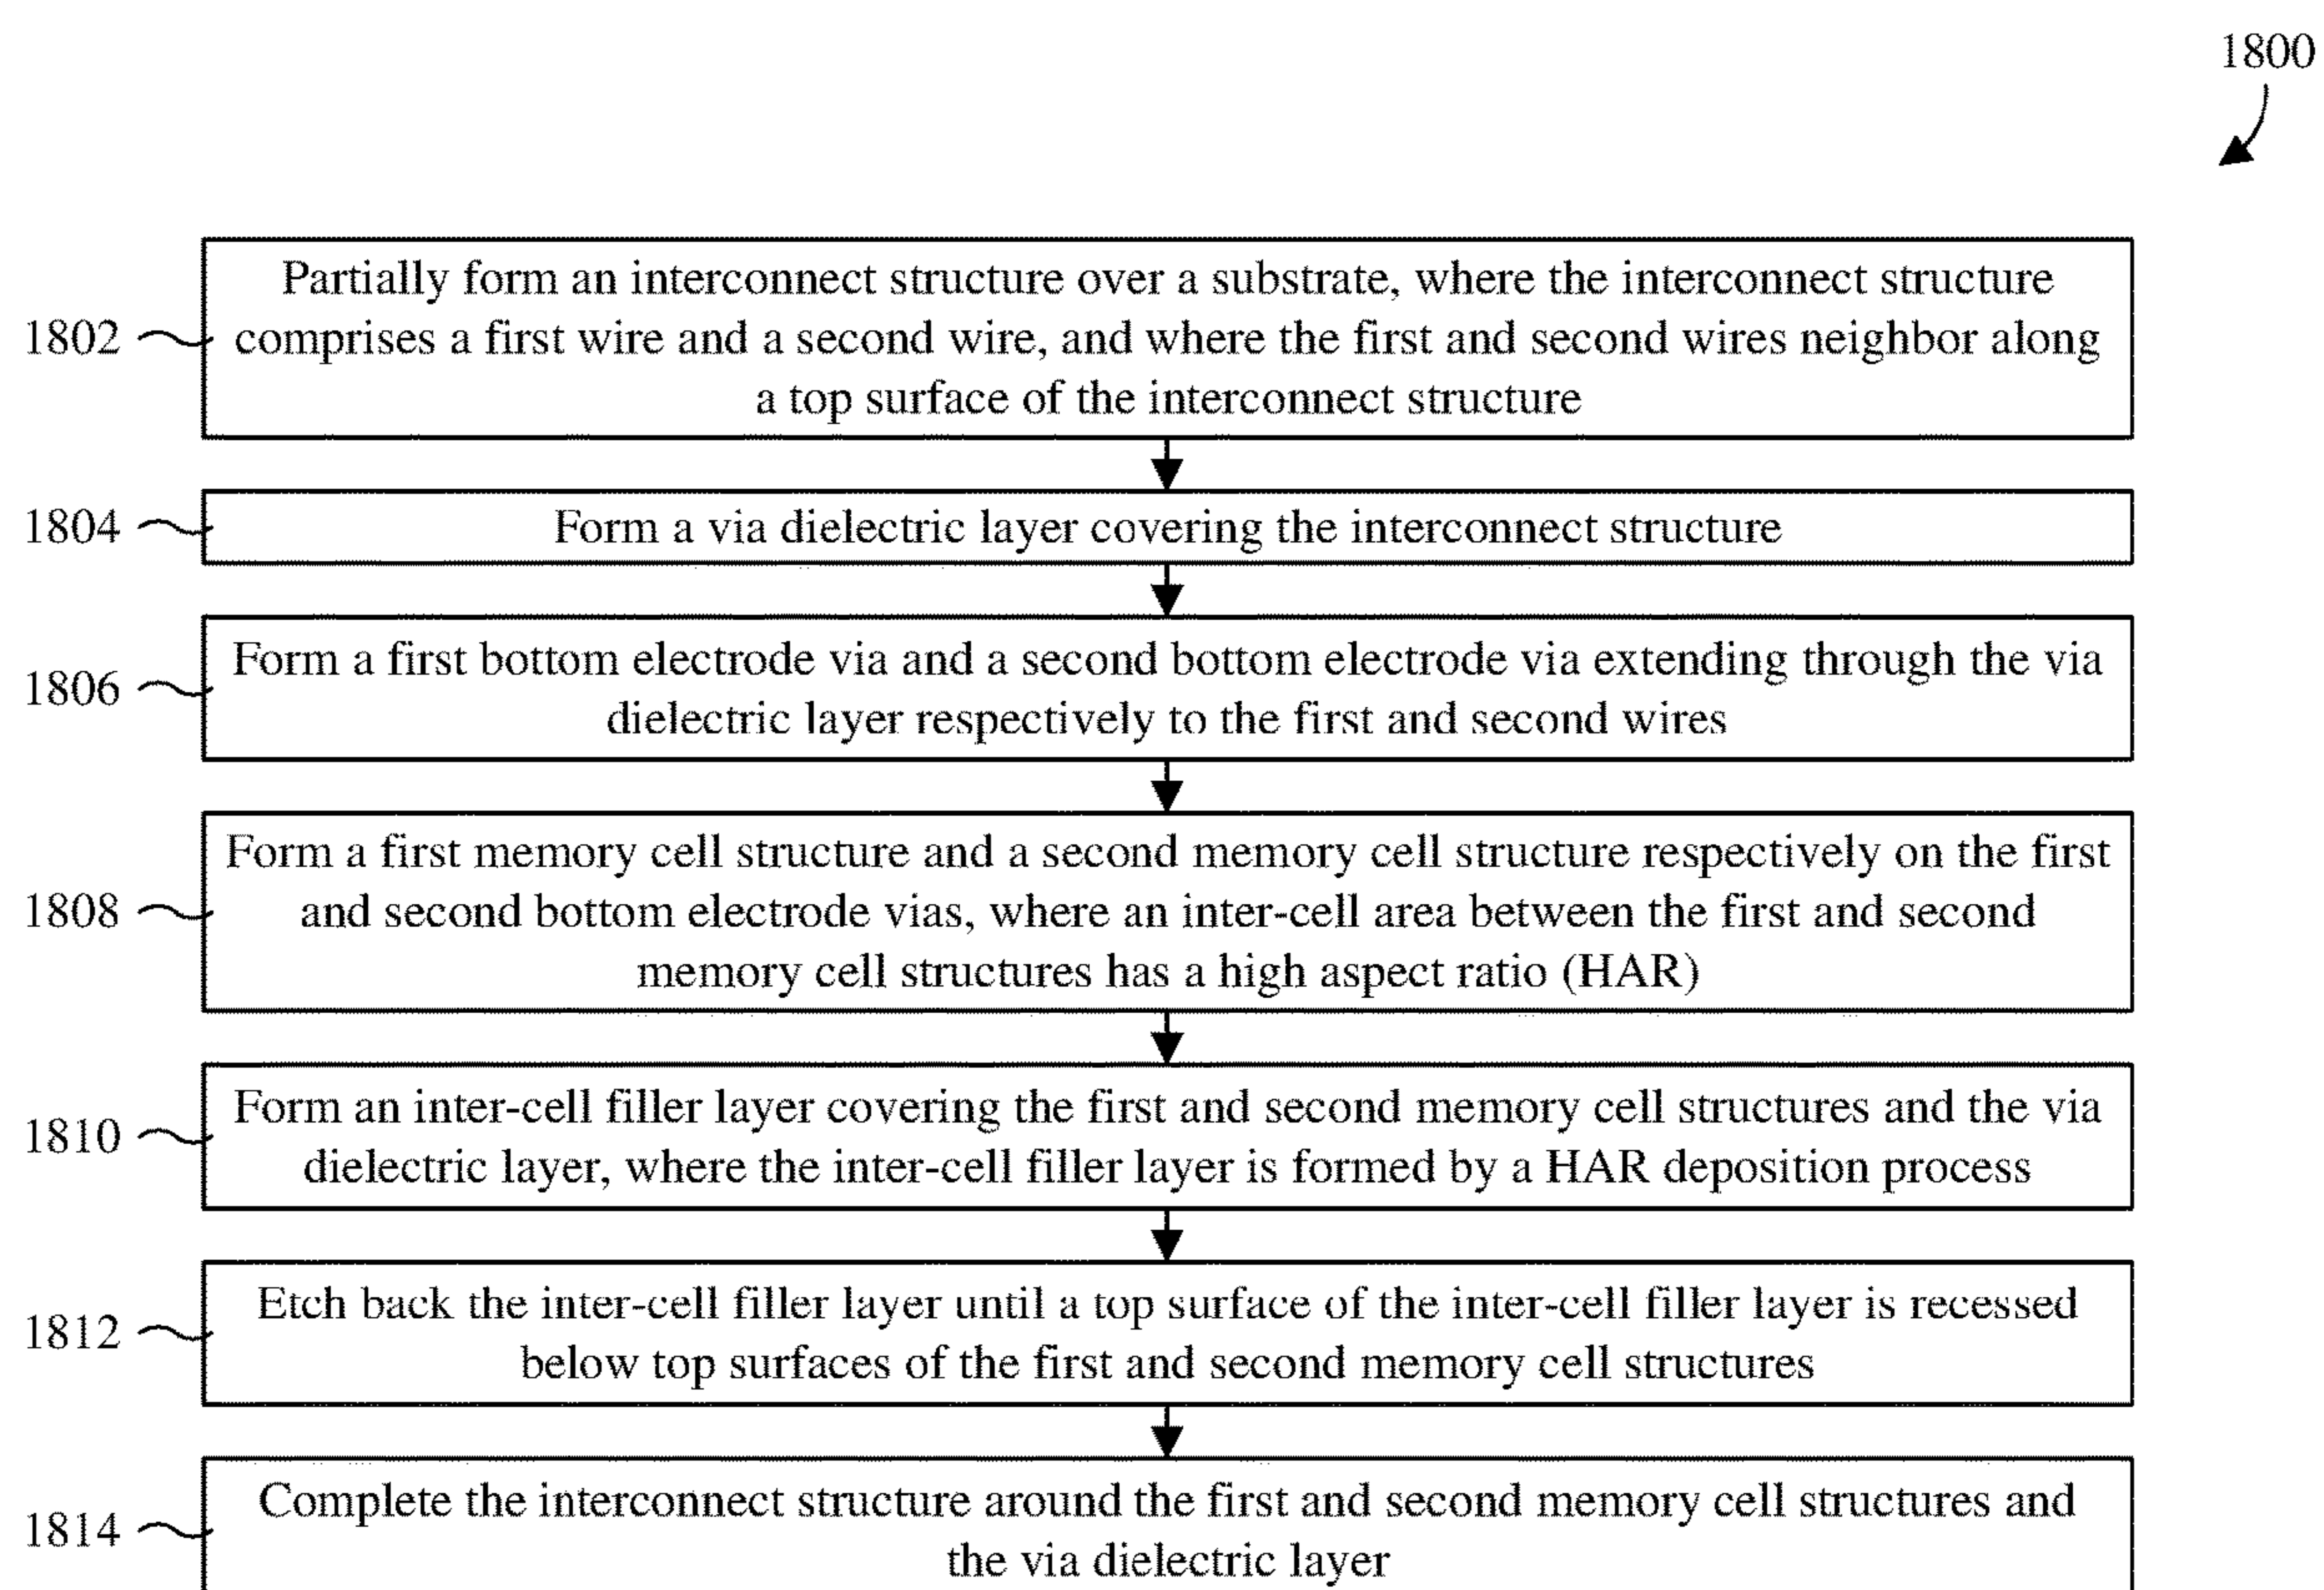 1800
Partially form an interconnect structure over a substrate, where the interconnect structure
1802
comprises a first wire and a second wire, and where the first and second wires neighbor along
a top surface of the interconnect structure
1804
Form a via dielectric layer covering the interconnect structure
Form a first bottom electrode via and a second bottom electrode via extending through the via
1806
dielectric layer respectively to the first and second wires
Form a first memory cell structure and a second memory cell structure respectively on the first
1808
and second bottom electrode vias, where an inter-cell area between the first and second
memory cell structures has a high aspect ratio (HAR)
Form an inter-cell filler layer covering the first and second memory cell structures and the via
1810
dielectric layer, where the inter-cell filler layer is formed by a HAR deposition process
Etch back the inter-cell filler layer until a top surface of the inter-cell filler layer is recessed
1812
below top surfaces of the first and second memory cell structures
Complete the interconnect structure around the first and second memory cell structures and
1814
the via dielectric layer